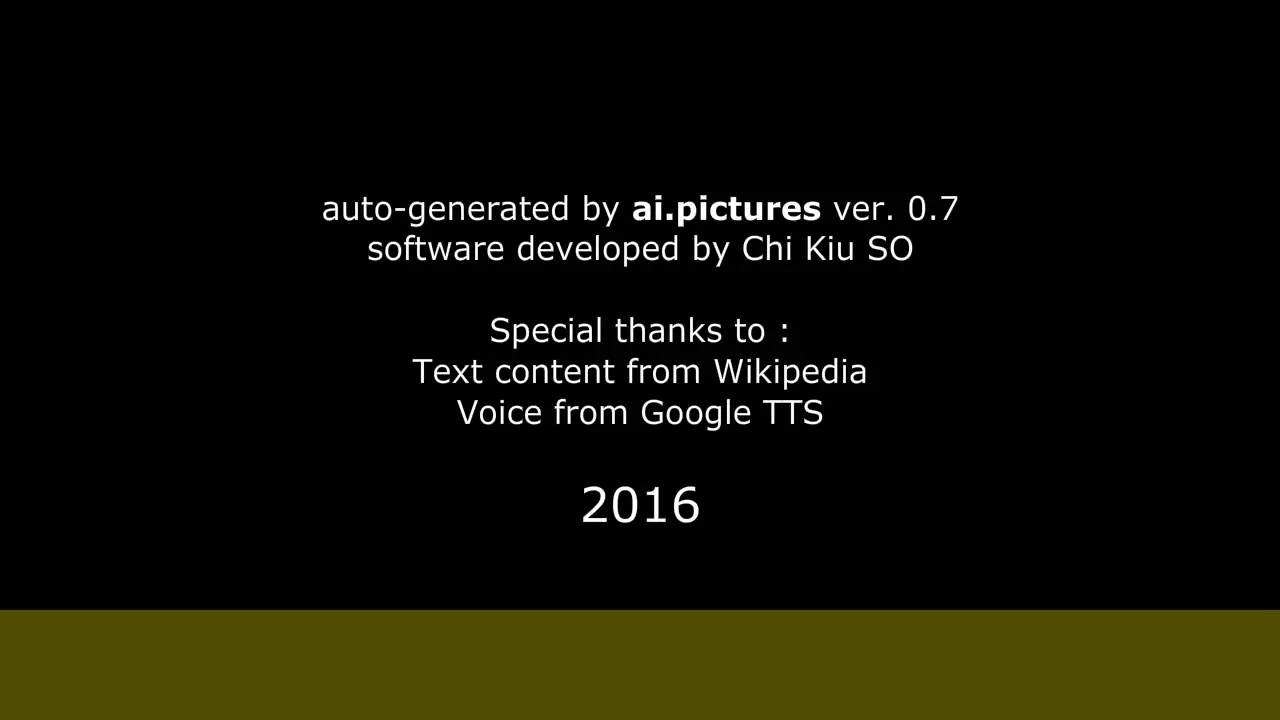 auto-generated by ai.pictures ver. 0.7
software developed by Chi Kiu SO
Special thanks to :
Text content from Wikipedia
Voice from Google TTS
2016